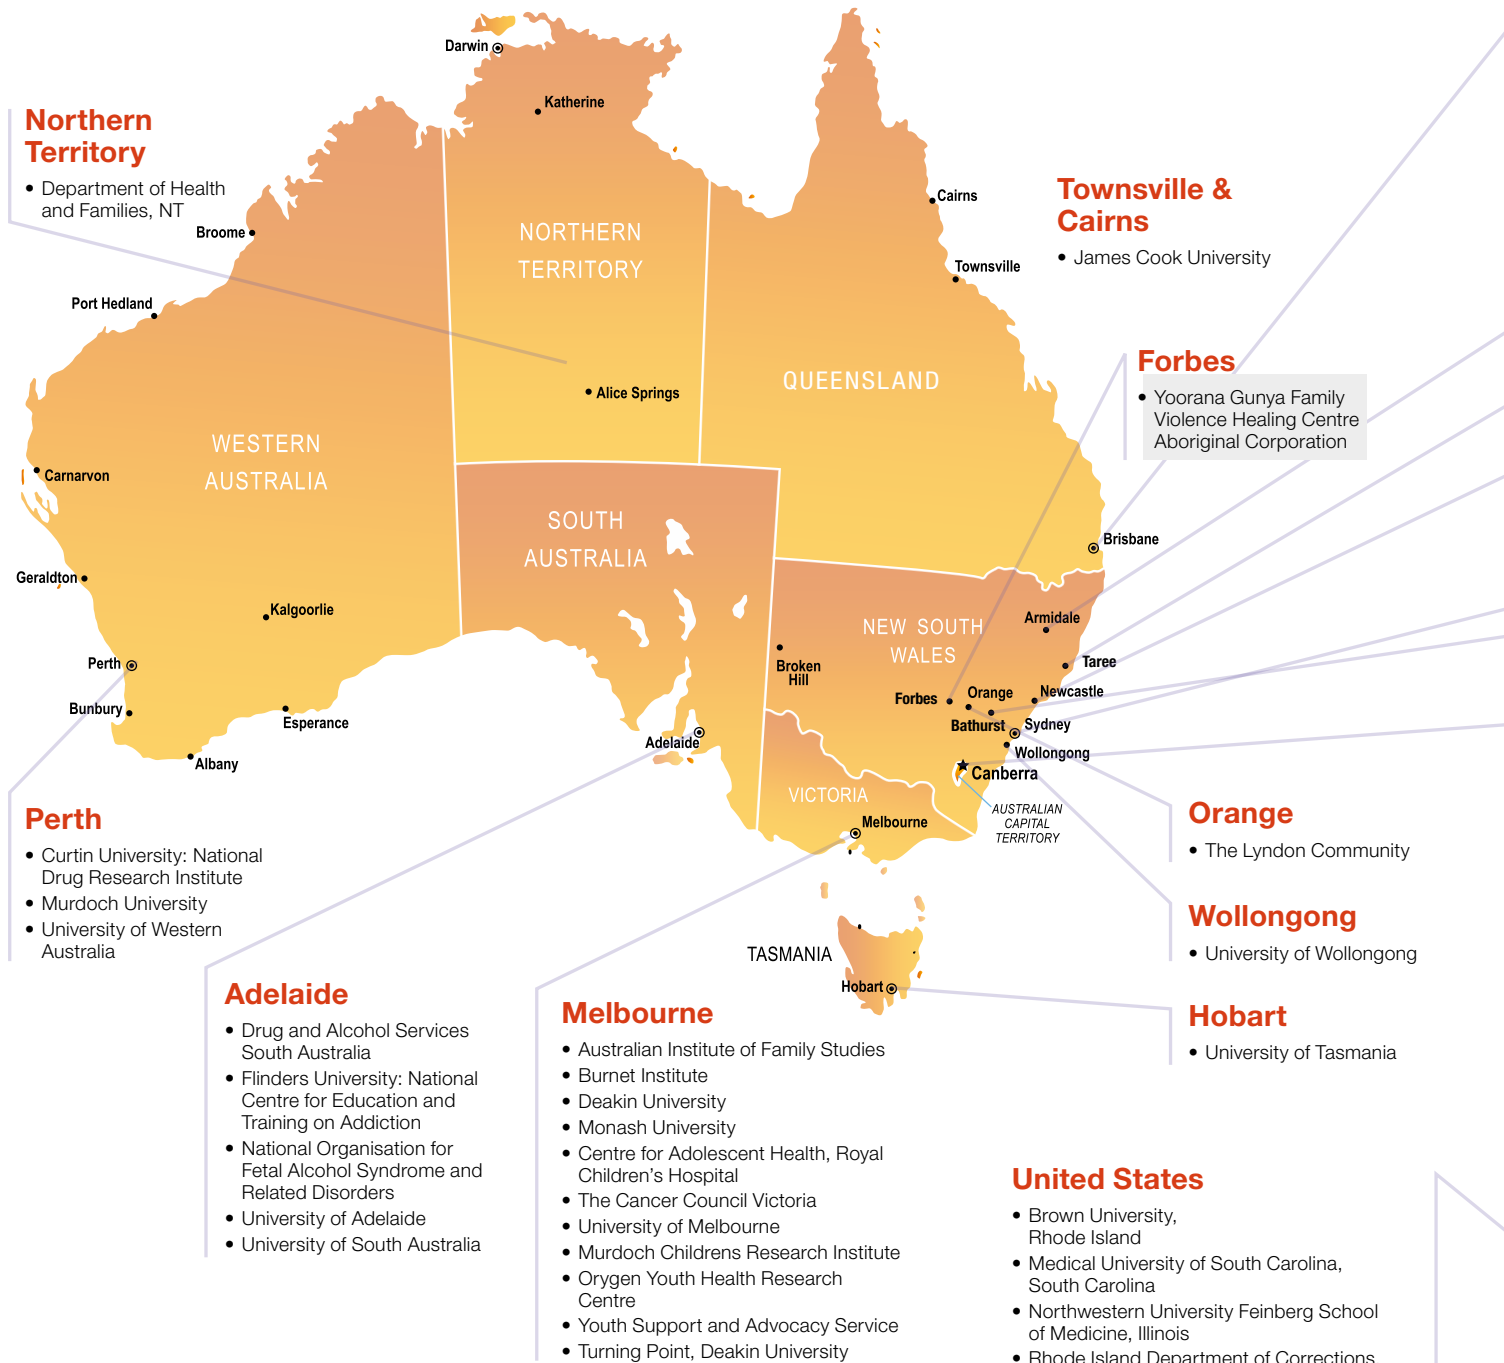 Darwin
Katherine
Northern
Territory
• Department of Health
and Families, NT
Broome
Port Hedland
NORTHERN
TERRITORY
Cairns
Townsville
Townsville &
Cairns
• James Cook University
Alice Springs
QUEENSLAND
Forbes
• Yoorana Gunya Family
Violence Healing Centre
Aboriginal Corporation
WESTERN
AUSTRALIA
Carnarvon
SOUTH
AUSTRALIA
Brisbane
Geraldton
Kalgoorlie
NEW SOUTH
WALES
Armidale
Perth
Broken
Hill
Taree
Bunbury
Esperance
Albany
Adelaide
Forbes
Orange
Newcastle
Bathurst
Sydney
Wollongong
Canberra
VICTORIA
Melbourne
AUSTRALIAN
CAPITAL
TERRITORY
TASMANIA
Hobart
Perth
• Curtin University: National
Drug Research Institute
• Murdoch University
• University of Western
Australia
Orange
• The Lyndon Community
Wollongong
• University of Wollongong
Hobart
• University of Tasmania
Adelaide
• Drug and Alcohol Services
South Australia
• Flinders University: National
Centre for Education and
Training on Addiction
• National Organisation for
Fetal Alcohol Syndrome and
Related Disorders
• University of Adelaide
• University of South Australia
Melbourne
• Australian Institute of Family Studies
• Burnet Institute
• Deakin University
• Monash University
• Centre for Adolescent Health, Royal
Children’s Hospital
• The Cancer Council Victoria
• University of Melbourne
• Murdoch Childrens Research Institute
• Orygen Youth Health Research
Centre
• Youth Support and Advocacy Service
• Turning Point, Deakin University
United States
• Brown University,
Rhode Island
• Medical University of South Carolina,
South Carolina
• Northwestern University Feinberg School
of Medicine, Illinois
• Rhode Island Department of Corrections